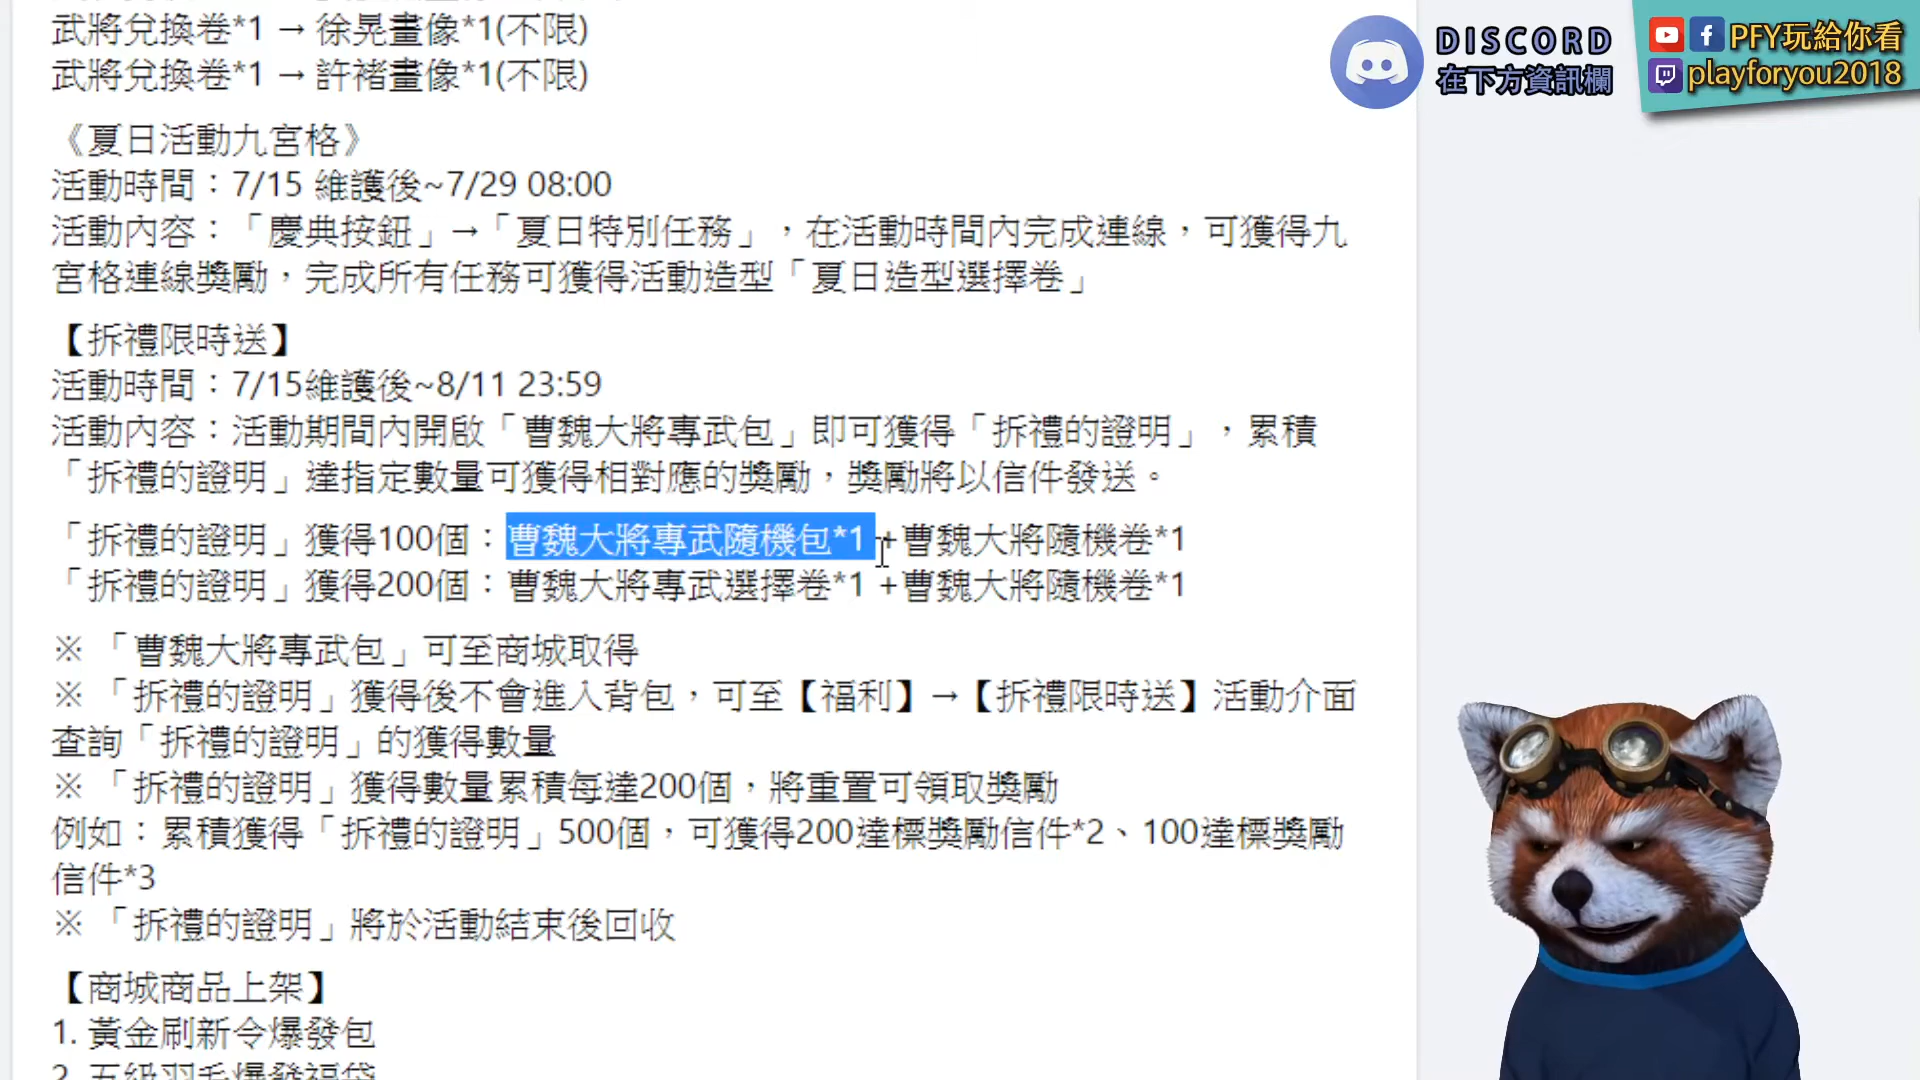 武將兌換卷*1 → 徐晃畫像*1(不限)
武將兌換卷*1 → 許褚畫像*1(不限)
《夏日活動九宮格》
活動時間：7/15 維護後~7/29 08:00
活動內容：「慶典按鈕」→「夏日特別任務」，在活動時間內完成連線，可獲得九
宮格連線獎勵，完成所有任務可獲得活動造型「夏日造型選擇卷」
【拆禮限時送】
活動時間：7/15維護後~8/11 23:59
活動內容：活動期間內開啟「曹魏大將專武包」即可獲得「拆禮的證明」，累積
「拆禮的證明」達指定數量可獲得相對應的獎勵，獎勵將以信件發送。
「拆禮的證明」獲得100個：曹魏大將專武隨機包*1 +曹魏大將隨機卷*1
「拆禮的證明」獲得200個：曹魏大將專武選擇卷*1 +曹魏大將隨機卷*1
※ 「曹魏大將專武包」可至商城取得
※ 「拆禮的證明」獲得後不會進入背包，可至【福利】→【拆禮限時送】活動介面
查詢「拆禮的證明」的獲得數量
※ 「拆禮的證明」獲得數量累積每達200個，將重置可領取獎勵
例如：累積獲得「拆禮的證明」500個，可獲得200達標獎勵信件*2、100達標獎勵
信件*3
※ 「拆禮的證明」將於活動結束後回收
【商城商品上架】
1. 黃金刷新令爆發包
2. 五級羽毛爆發福袋
DISCORD
在下方資訊欄
PFY玩給你看
playforyou2018